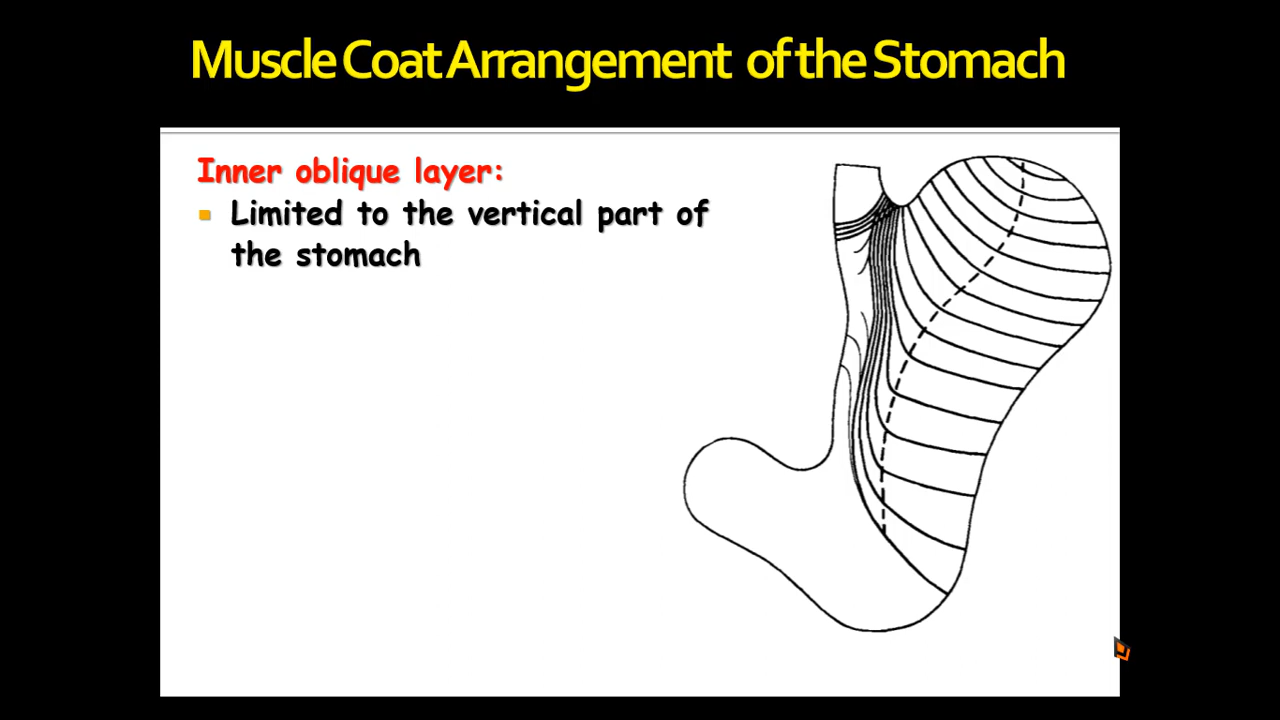 Muscle Coat Arrangement of the Stomach
Inner oblique layer:
Limited to the vertical part of
the stomach